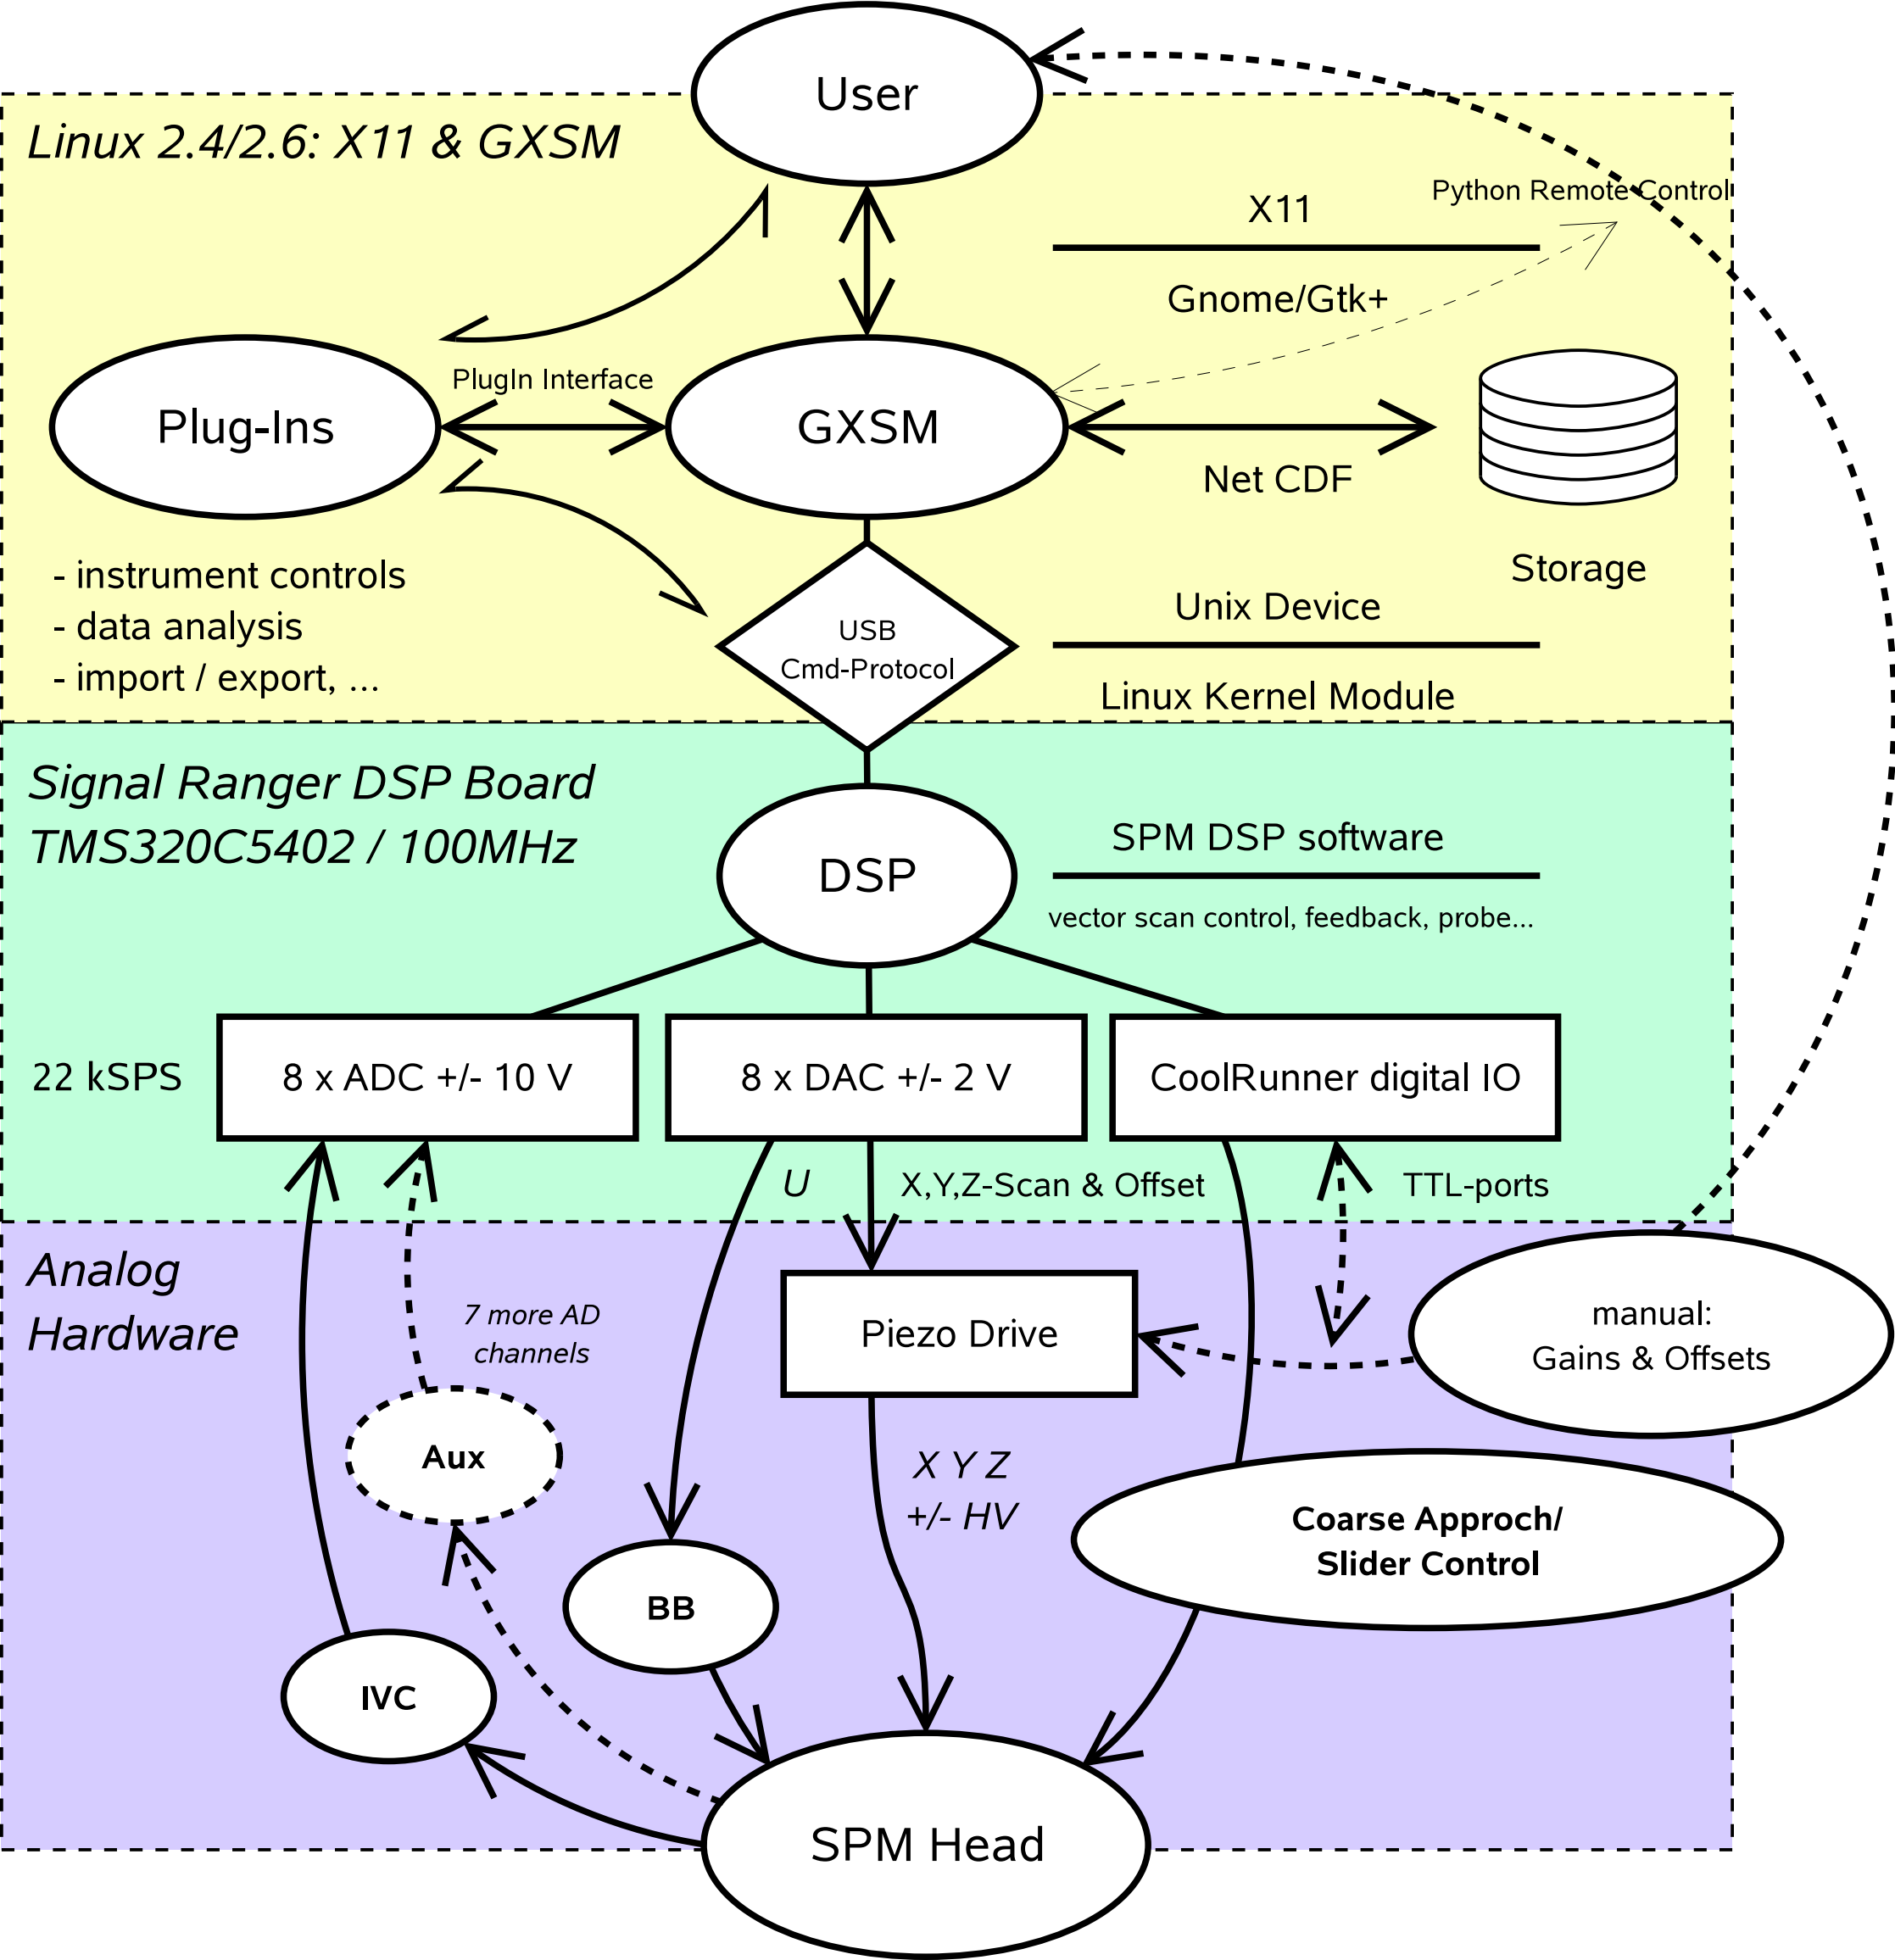 User
Linux 2.4/2.6: X11 & GXSM
Python Remote Control
X11
Gnome/Gtk+
PlugIn Interface
Plug-Ins
GXSM
Net CDF
Storage
- instrument controls
- data analysis
- import / export, ...
USB
Cmd-Protocol
Unix Device
Linux Kernel Module
Signal Ranger DSP Board
TMS320C5402 / 100MHz
DSP
SPM DSP software
vector scan control, feedback, probe...
22 kSPS
8 x ADC +/- 10 V
8 x DAC +/- 2 V
CoolRunner digital IO
U
X,Y,Z-Scan & Offset
TTL-ports
Analog
Hardware
7 more AD
channels
Piezo Drive
manual:
Gains & Offsets
Aux
X Y Z
+/- HV
Coarse Approch/
Slider Control
BB
IVC
SPM Head